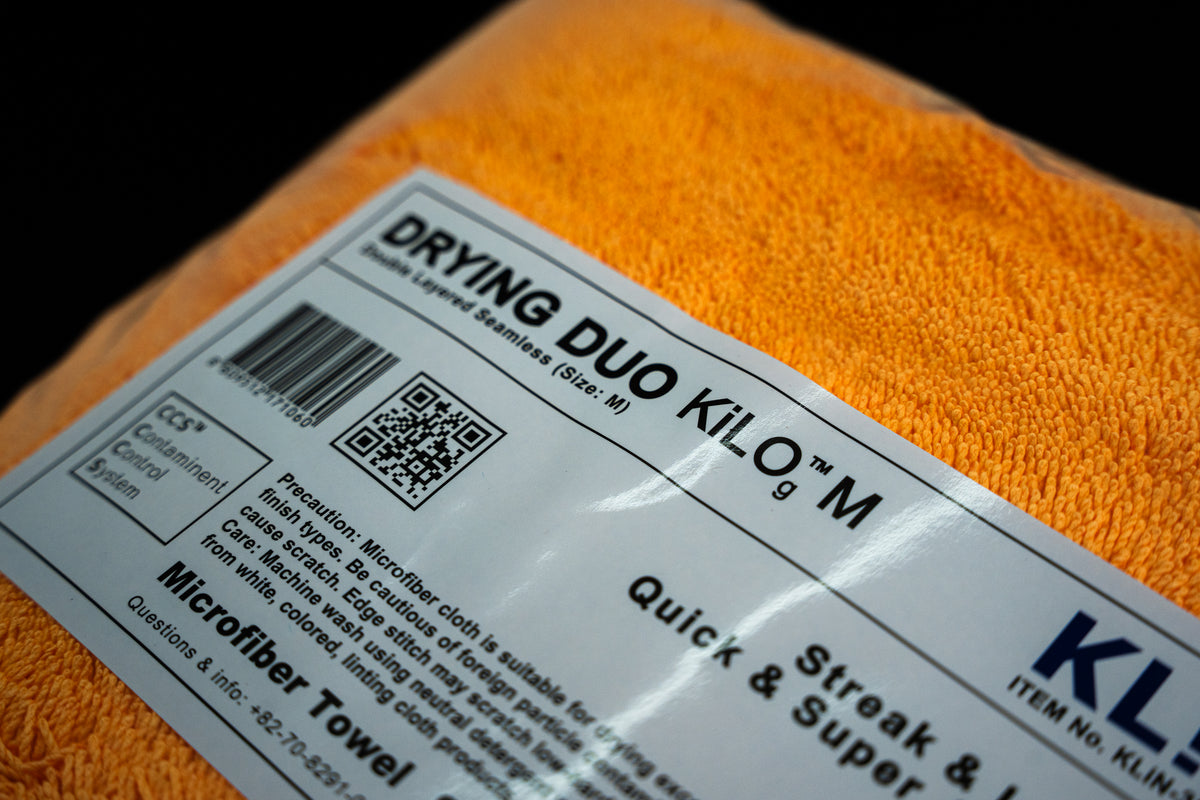 DRYING DUO KiLOg™ M
Double Layered Seamless (Size: M)
CCS™
Contaminent
Control
System
Precaution: Microfiber cloth is suitable for drying
finish types. Be cautious of foreign particle
cause scratch. Edge stitch may scratch low
Care: Machine wash using neutral
from white, colored, linting cloth
Microfiber Towel
Questions & info: +82-70-8291-
Streak &
Quick & Super
KL
ITEM No. KLIN-